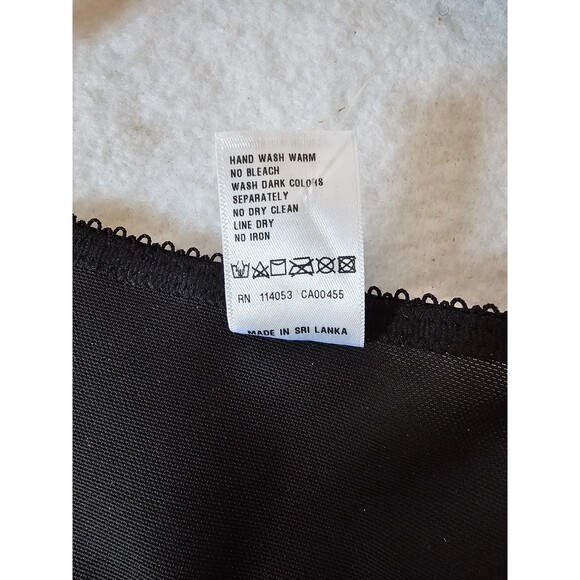 HAND WASH WARM
NO BLEACH
WASH DARK COLORS
SEPARATELY
NO DRY CLEAN
LINE DRY
NO IRON
RN 114053 CA00455
MADE IN SRI LANKA